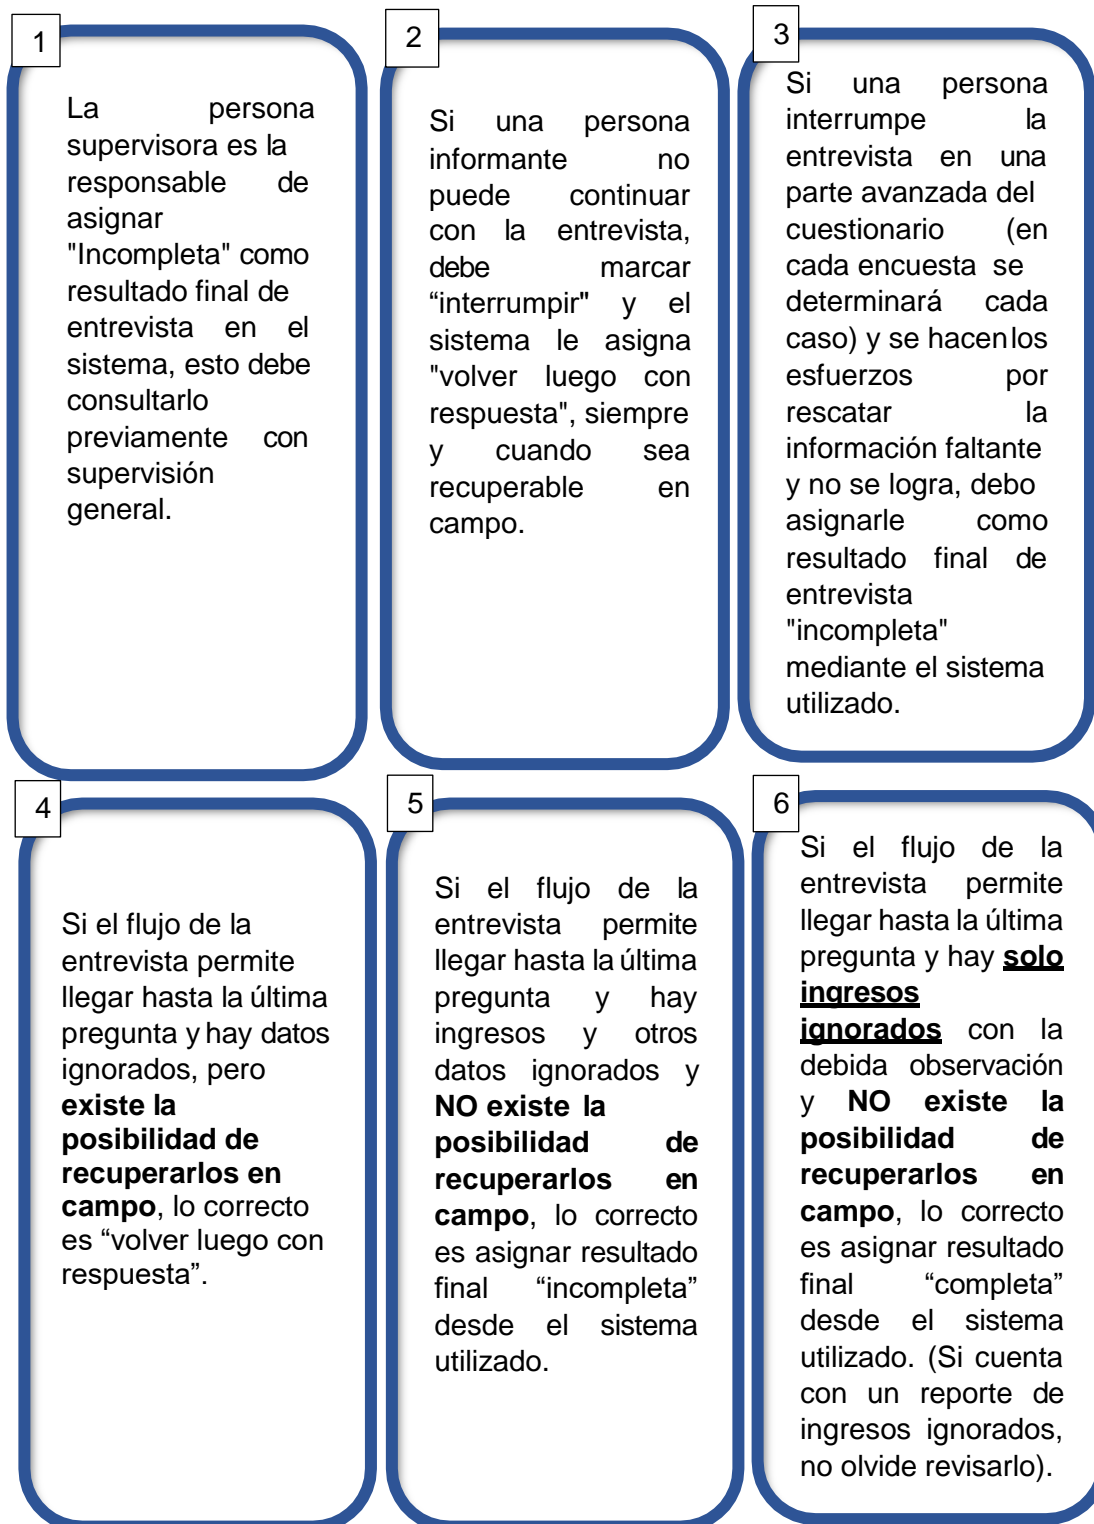 1
La persona
supervisora es la
responsable de
asignar
"Incompleta" como
resultado final de
entrevista en el
sistema, esto debe
consultarlo
previamente con
supervisión
general.
2
Si una persona
informante no
puede continuar
con la entrevista,
debe marcar
“interrumpir" y el
sistema le asigna
"volver luego con
respuesta", siempre
y cuando sea
recuperable en
campo.
3
Si una persona
interrumpe la
entrevista en una
parte avanzada del
cuestionario (en
cada encuesta se
determinará cada
caso) y se hacen los
esfuerzos por
rescatar la
información faltante
y no se logra, debo
asignarle como
resultado final de
entrevista
"incompleta"
mediante el sistema
utilizado.
4
Si el flujo de la
entrevista permite
llegar hasta la última
pregunta y hay datos
ignorados, pero
existe la
posibilidad de
recuperarlos en
campo, lo correcto
es “volver luego con
respuesta”.
5
Si el flujo de la
entrevista permite
llegar hasta la última
pregunta y hay
ingresos y otros
datos ignorados y
NO existe la
posibilidad de
recuperarlos en
campo, lo correcto
es asignar resultado
final “incompleta”
desde el sistema
utilizado.
6
Si el flujo de la
entrevista permite
llegar hasta la última
pregunta y hay solo
ingresos
ignorados con la
debida observación
y NO existe la
posibilidad de
recuperarlos en
campo, lo correcto
es asignar resultado
final “completa”
desde el sistema
utilizado. (Si cuenta
con un reporte de
ingresos ignorados,
no olvide revisarlo).